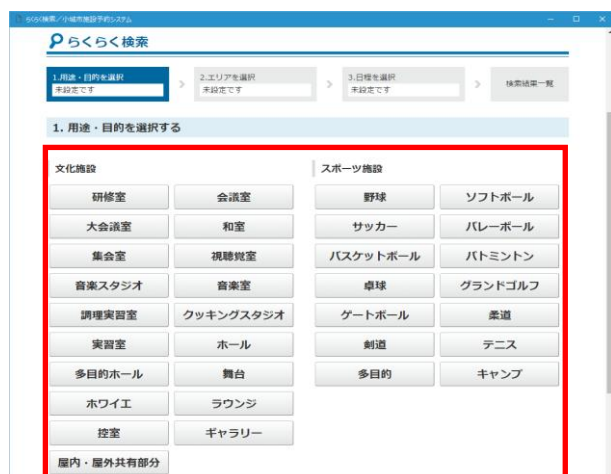 らくらく検索／小城市施設予約システム
らくらく検索
1.用途・目的を選択
未設定です
2.エリアを選択
未設定です
3.日程を選択
未設定です
検索結果一覧
1. 用途・目的を選択する
文化施設
研修室 会議室
大会議室 和室
集会室 視聴覚室
音楽スタジオ 音楽室
調理実習室 クッキングスタジオ
実習室 ホール
多目的ホール 舞台
ホワイエ ラウンジ
控室 ギャラリー
屋内・屋外共有部分
スポーツ施設
野球 ソフトボール
サッカー バレーボール
バスケットボール バトミントン
卓球 グランドゴルフ
ゲートボール 柔道
剣道 テニス
多目的 キャンプ